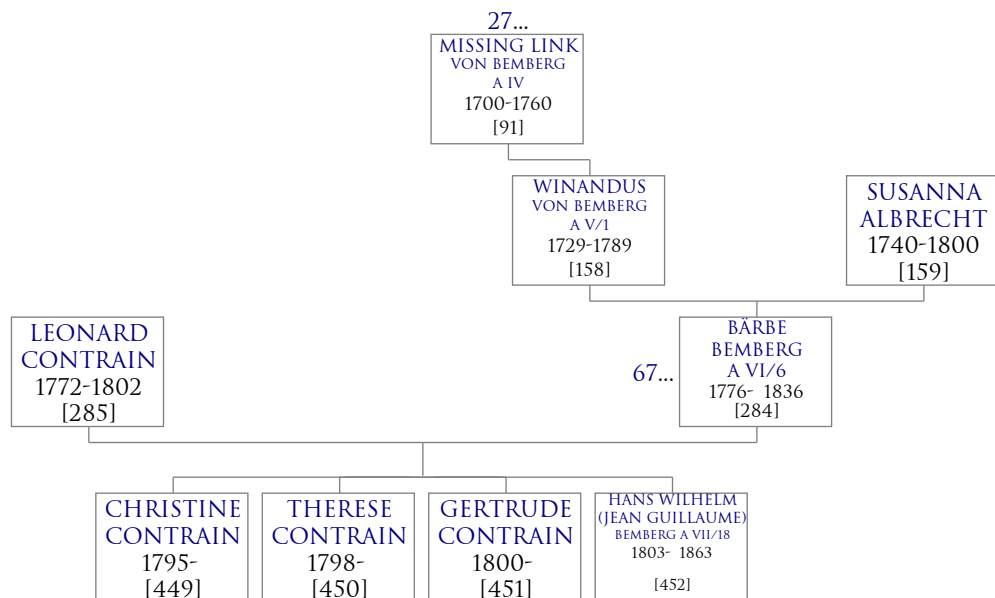 27...
MISSING LINK
VON BEMBERG
A IV
1700-1760
[91]
WINANDUS
VON BEMBERG
A V/1
1729-1789
[158]
SUSANNA
ALBRECHT
1740-1800
[159]
LEONARD
CONTRAIN
1772-1802
[285]
67...
BÄRBE
BEMBERG
A VI/6
1776- 1836
[284]
CHRISTINE
CONTRAIN
1795-
[449]
THERESE
CONTRAIN
1798-
[450]
GERTRUDE
CONTRAIN
1800-
[451]
HANS WILHELM
(JEAN GUILLAUME)
BEMBERG A VII/18
1803- 1863
[452]